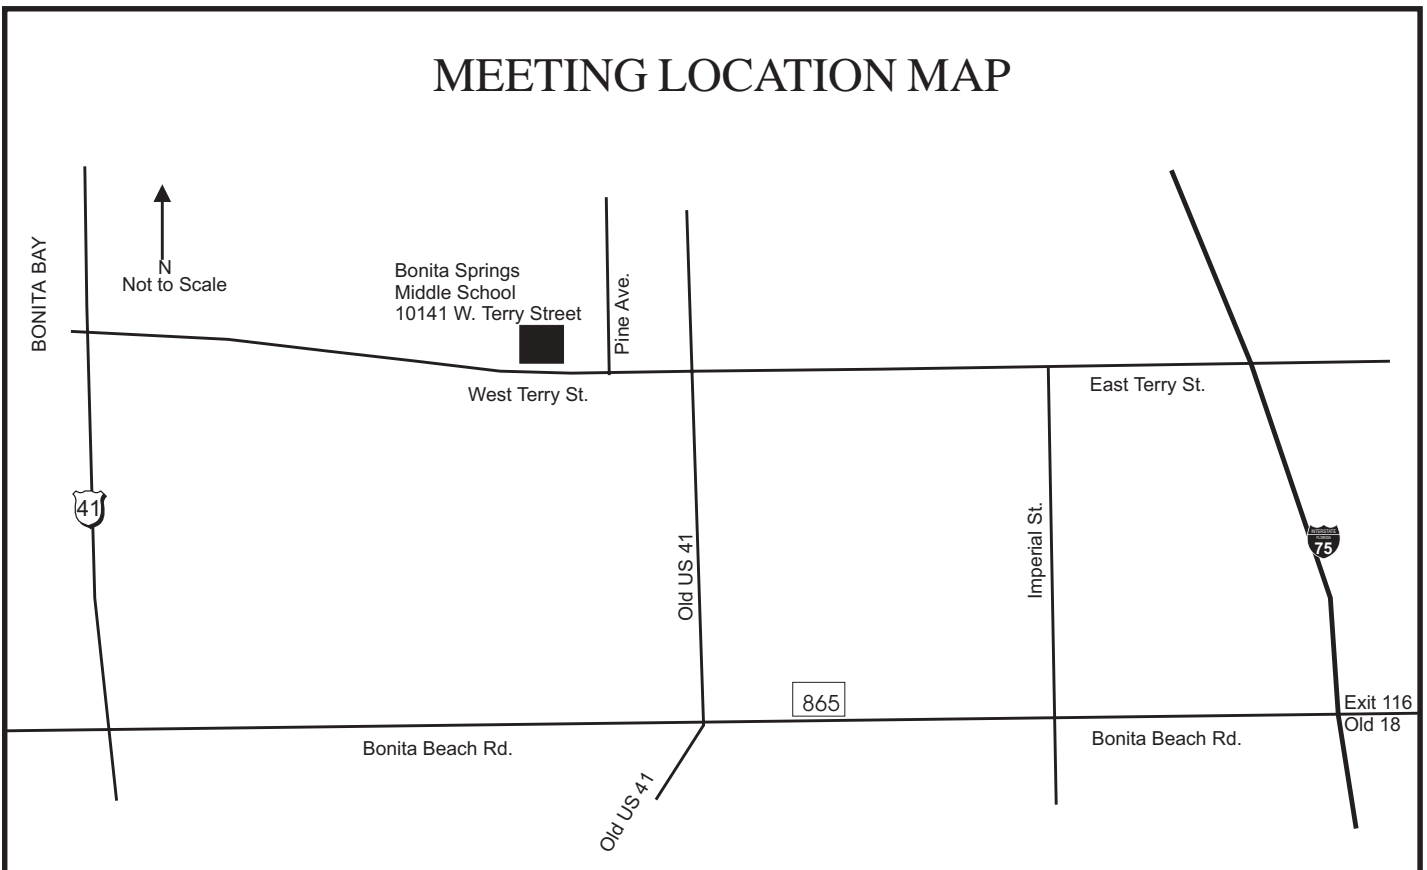 MEETING LOCATION MAP
BONITA BAY
N
Not to Scale
Bonita Springs
Middle School
10141 W. Terry Street
Pine Ave.
West Terry St.
East Terry St.
41
Old US 41
Imperial St.
INTERSTATE
FLORIDA
75
865
Exit 116
Old 18
Bonita Beach Rd.
Bonita Beach Rd.
Old US 41